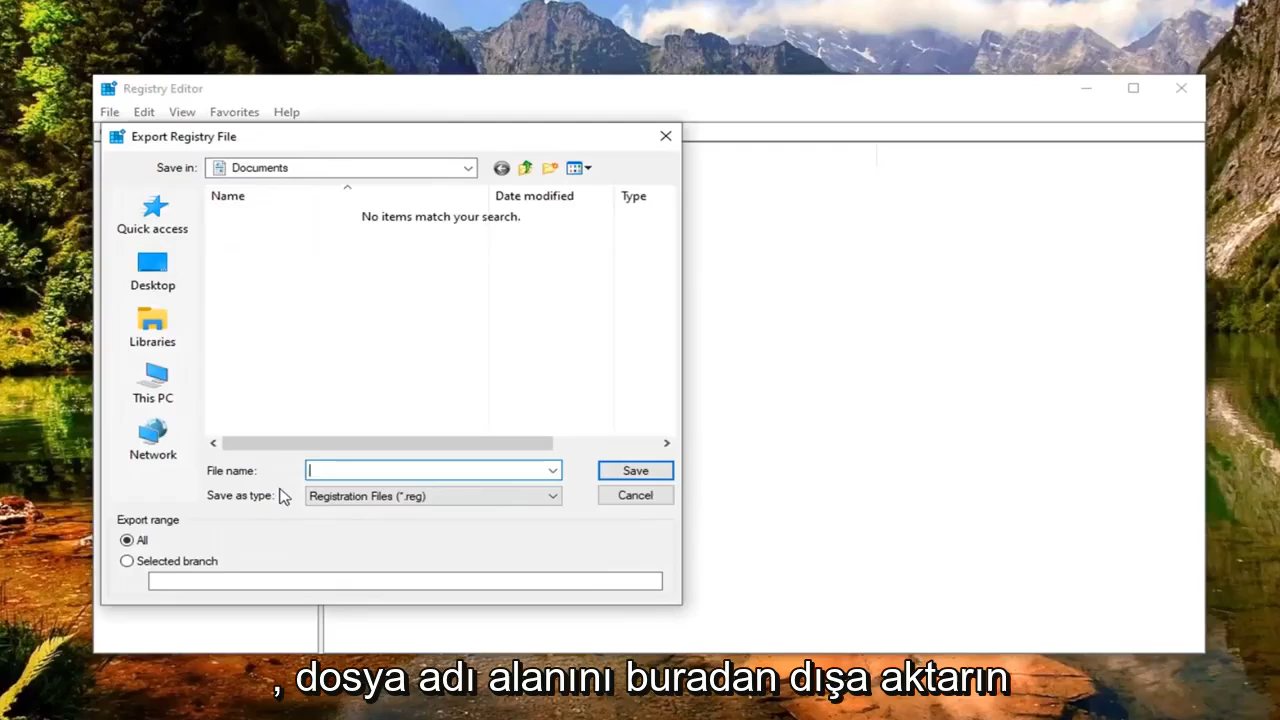 Registry Editor
File Edit View Favorites Help
Export Registry File
Save in: Documents
Name Date modified Type
No items match your search.
Quick access
Desktop
Libraries
This PC
Network
File name: Save
Save as type: Registration Files (*.reg) Cancel
Export range
All
Selected branch
, dosya adı alanını buradan dışa aktarın